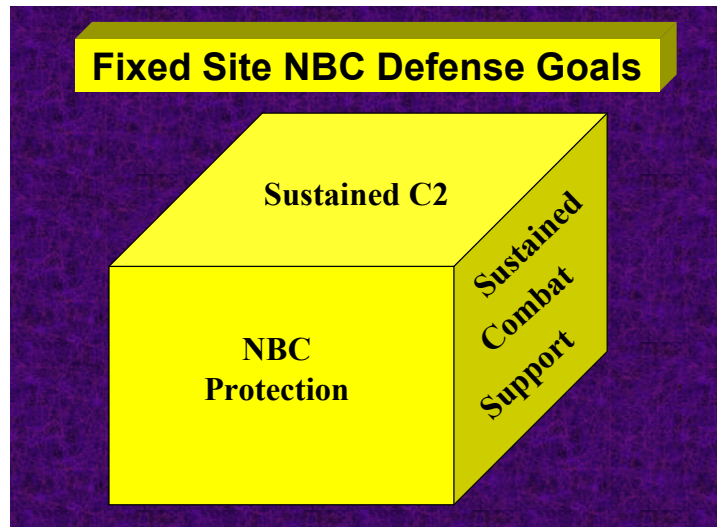 Fixed Site NBC Defense Goals
Sustained C2
NBC
Protection
Sustained
Combat
Support